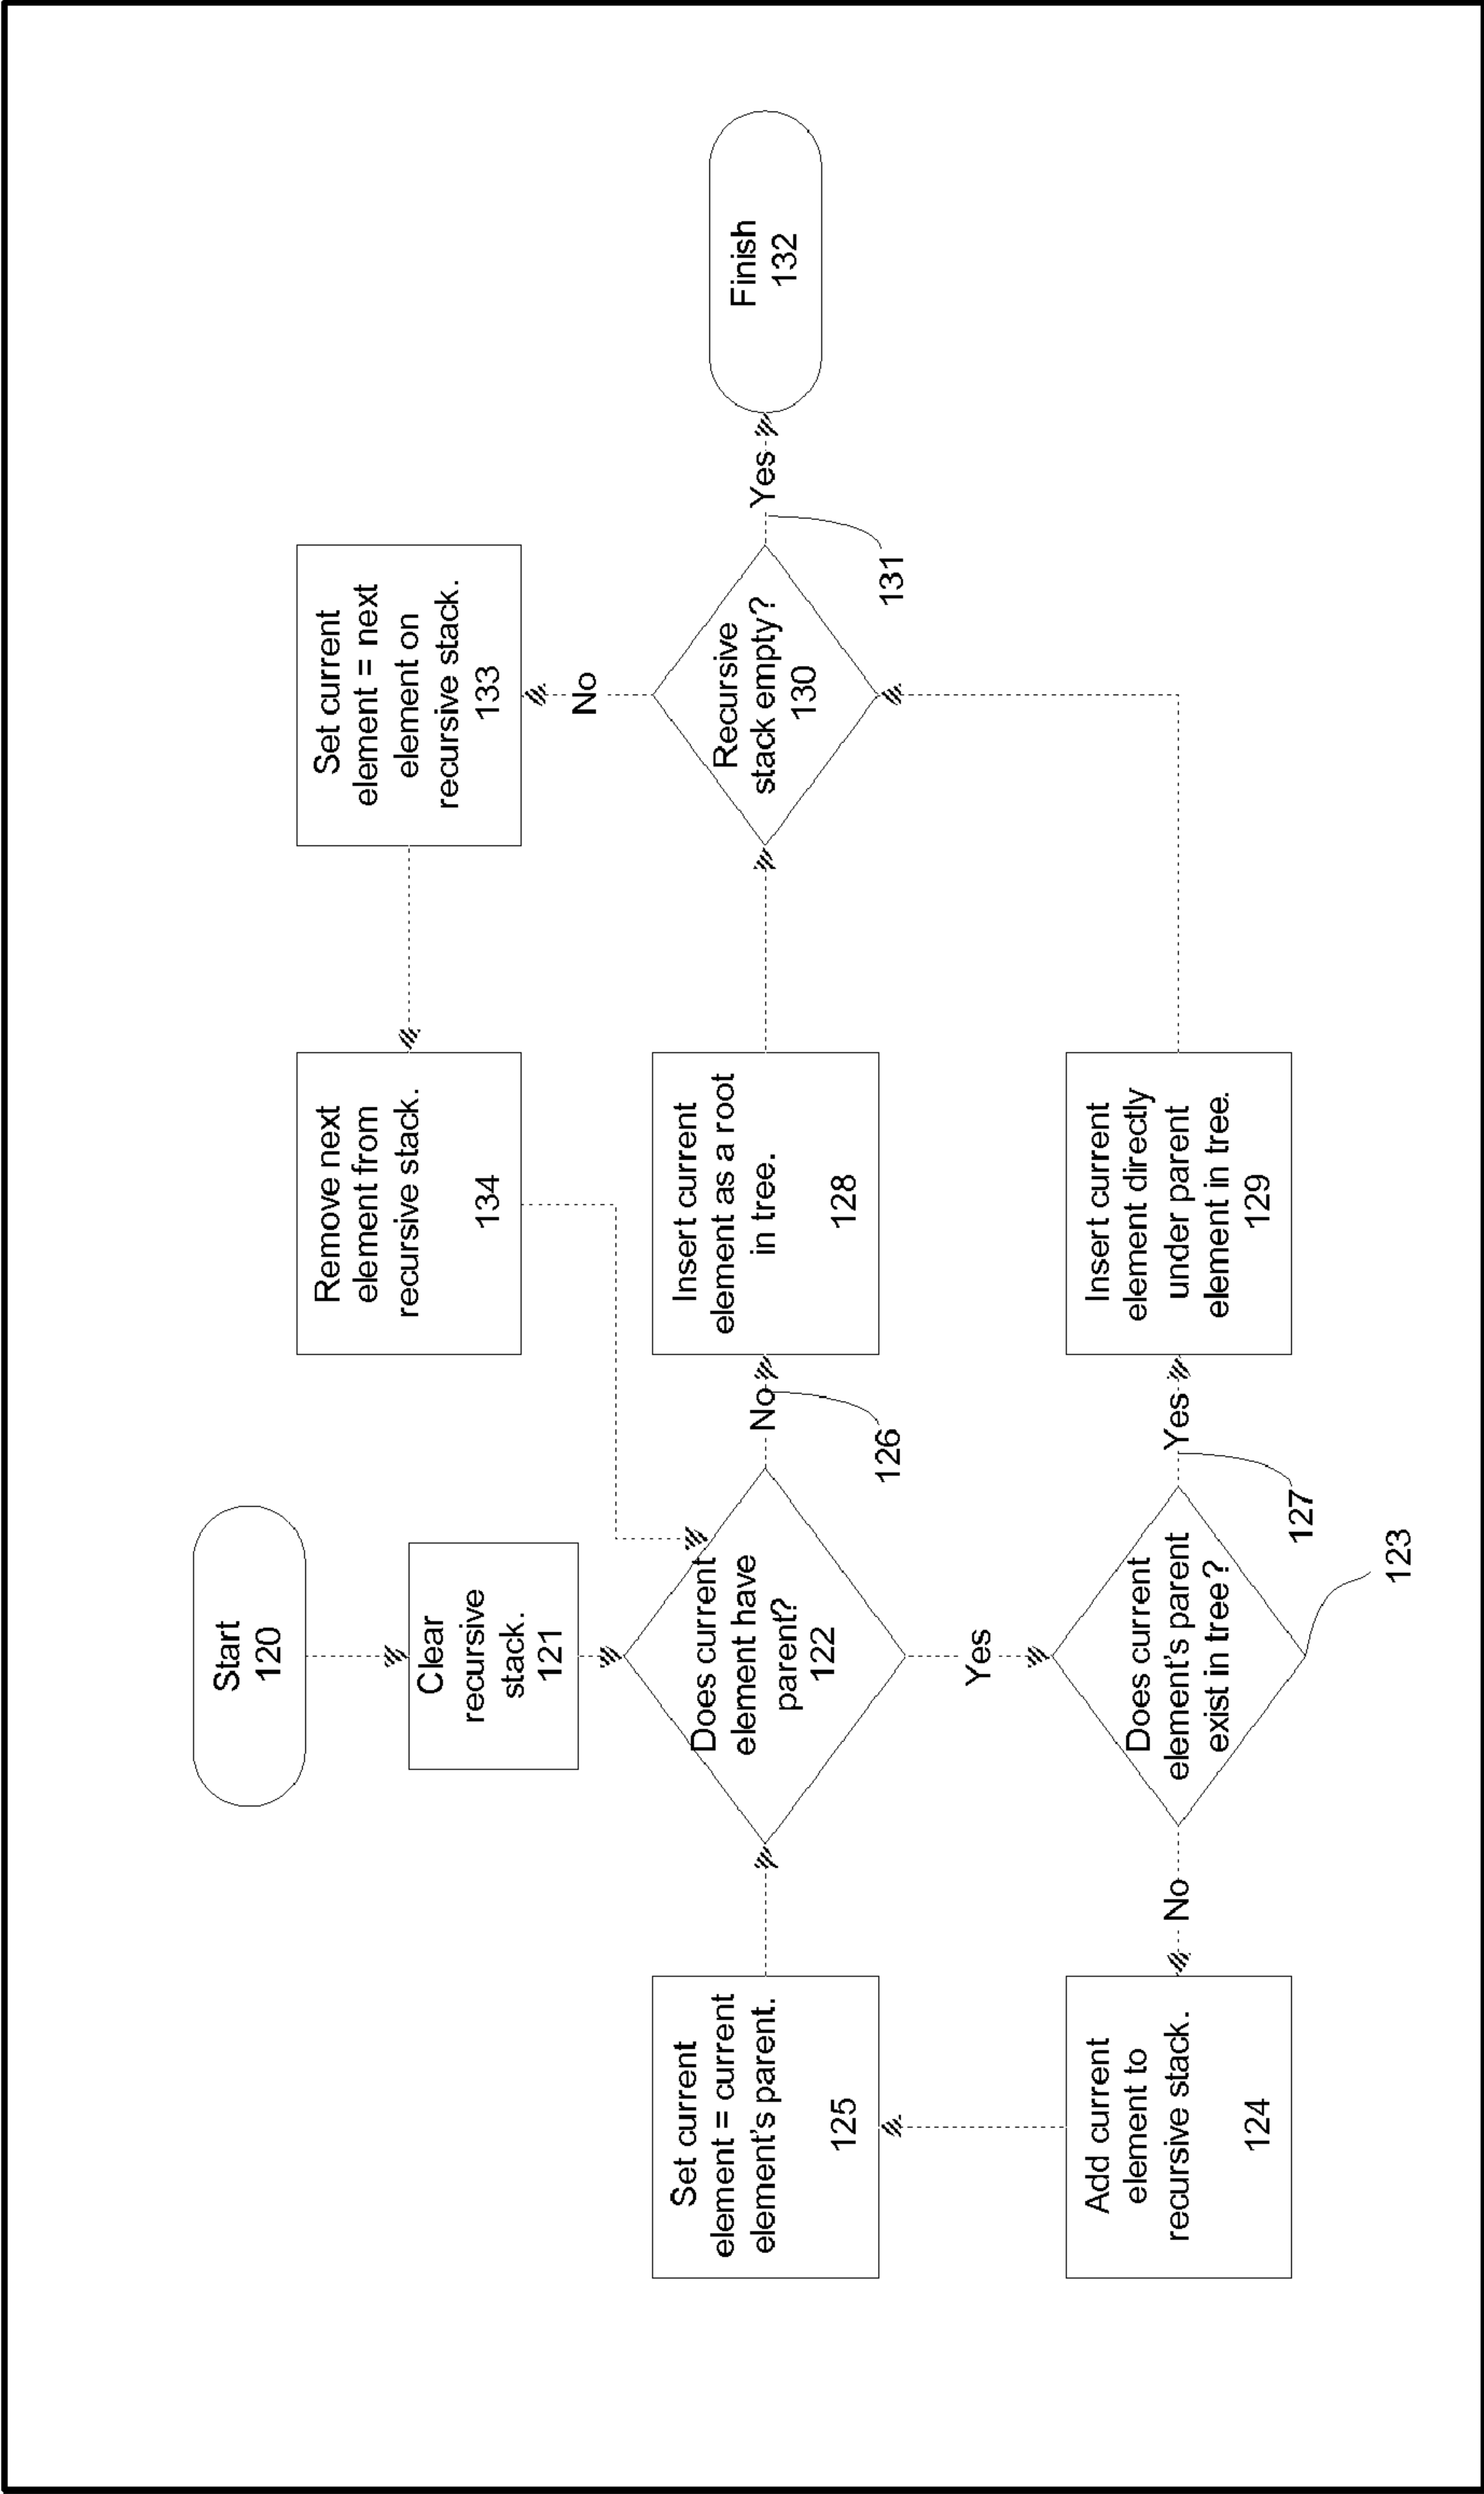 Start
120
Clear
recursive
stack.
121
Remove next
element from
recursive stack.
134
Set current
element = next
element on
recursive stack.
133
No
Set current
element = current
element's parent.
125
Does current
element have
parent?
122
No
126
Insert current
element as a root
in tree.
128
Recursive
stack empty?
130
Yes
131
Finish
132
Yes
Add current
element to
recursive stack.
124
No
Does current
element's parent
exist in tree?
123
Yes
127
Insert current
element directly
under parent
element in tree.
129